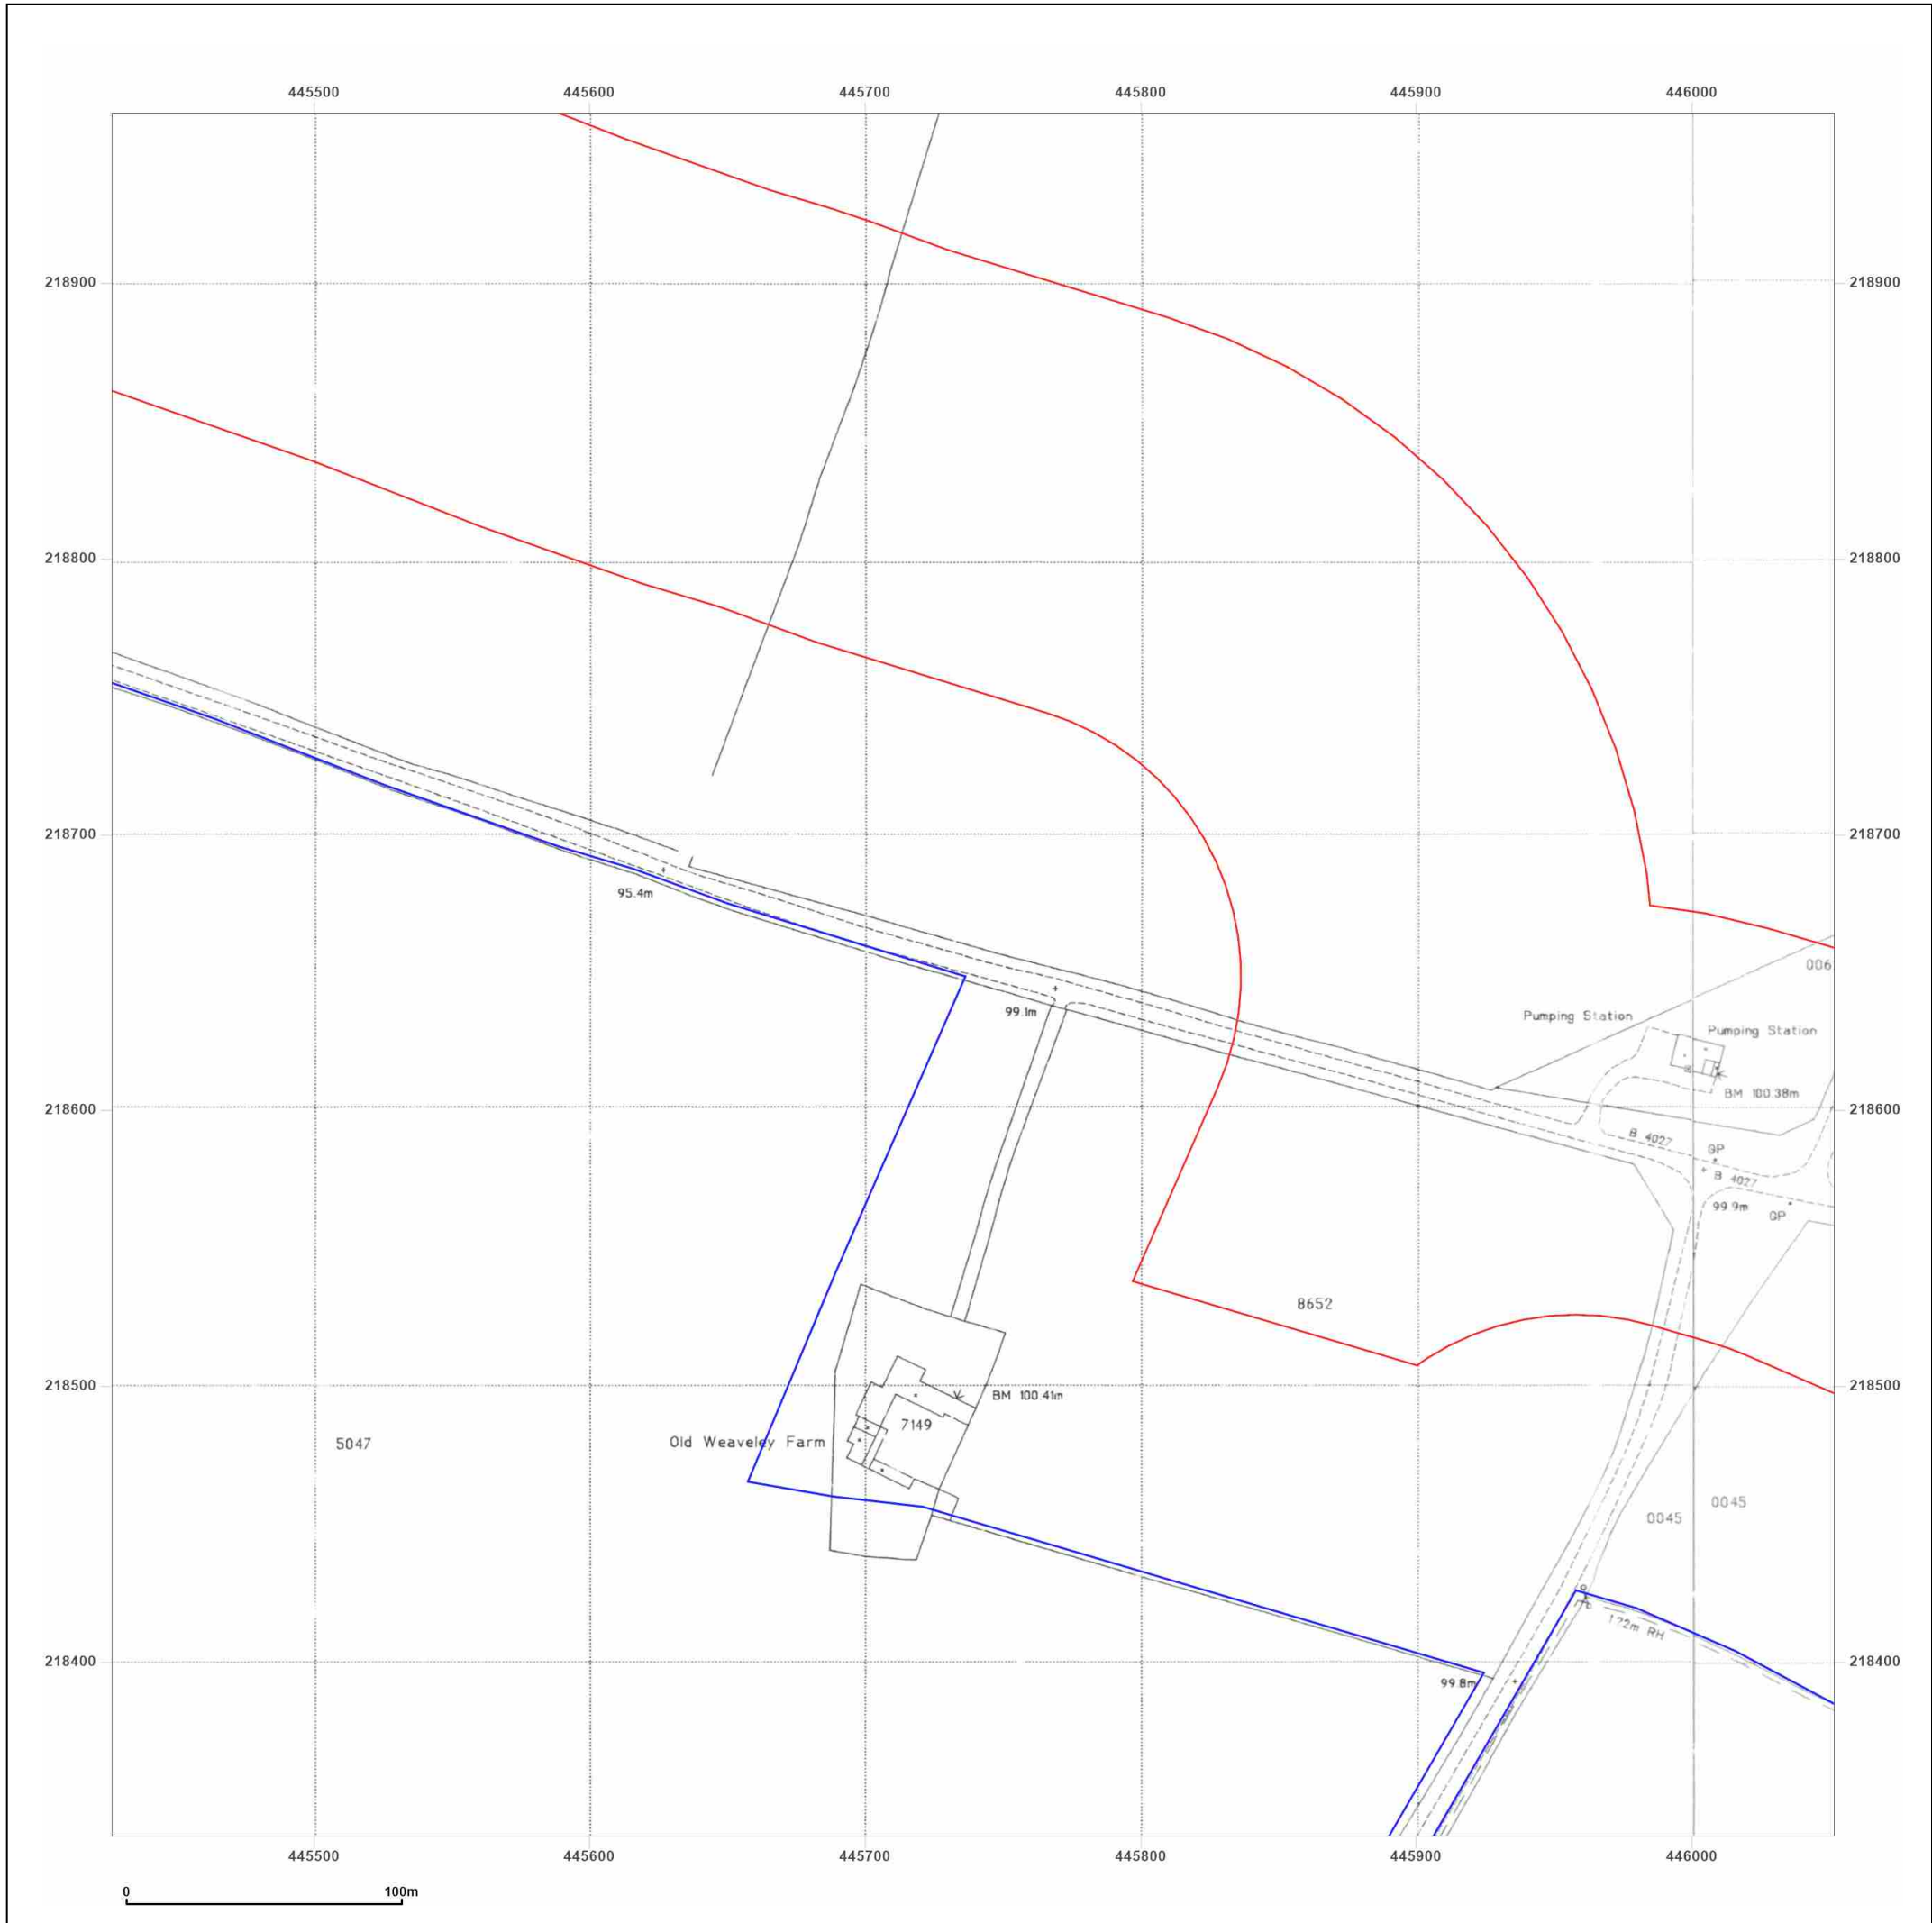 445500 445600 445700 445800 445900 446000
218900 218900
218800 218800
218700 218700
95.4m
006
99.1m
Pumping Station
Pumping Station
BM 100.38m
218600 218600
B 4027
GP
B 4027
99.9m
GP
8652
218500 218500
BM 100.41m
7149
5047
Old Weaveley Farm
0045
0045
1.22m RH
218400 218400
99.8m
445500 445600 445700 445800 445900 446000
0 100m